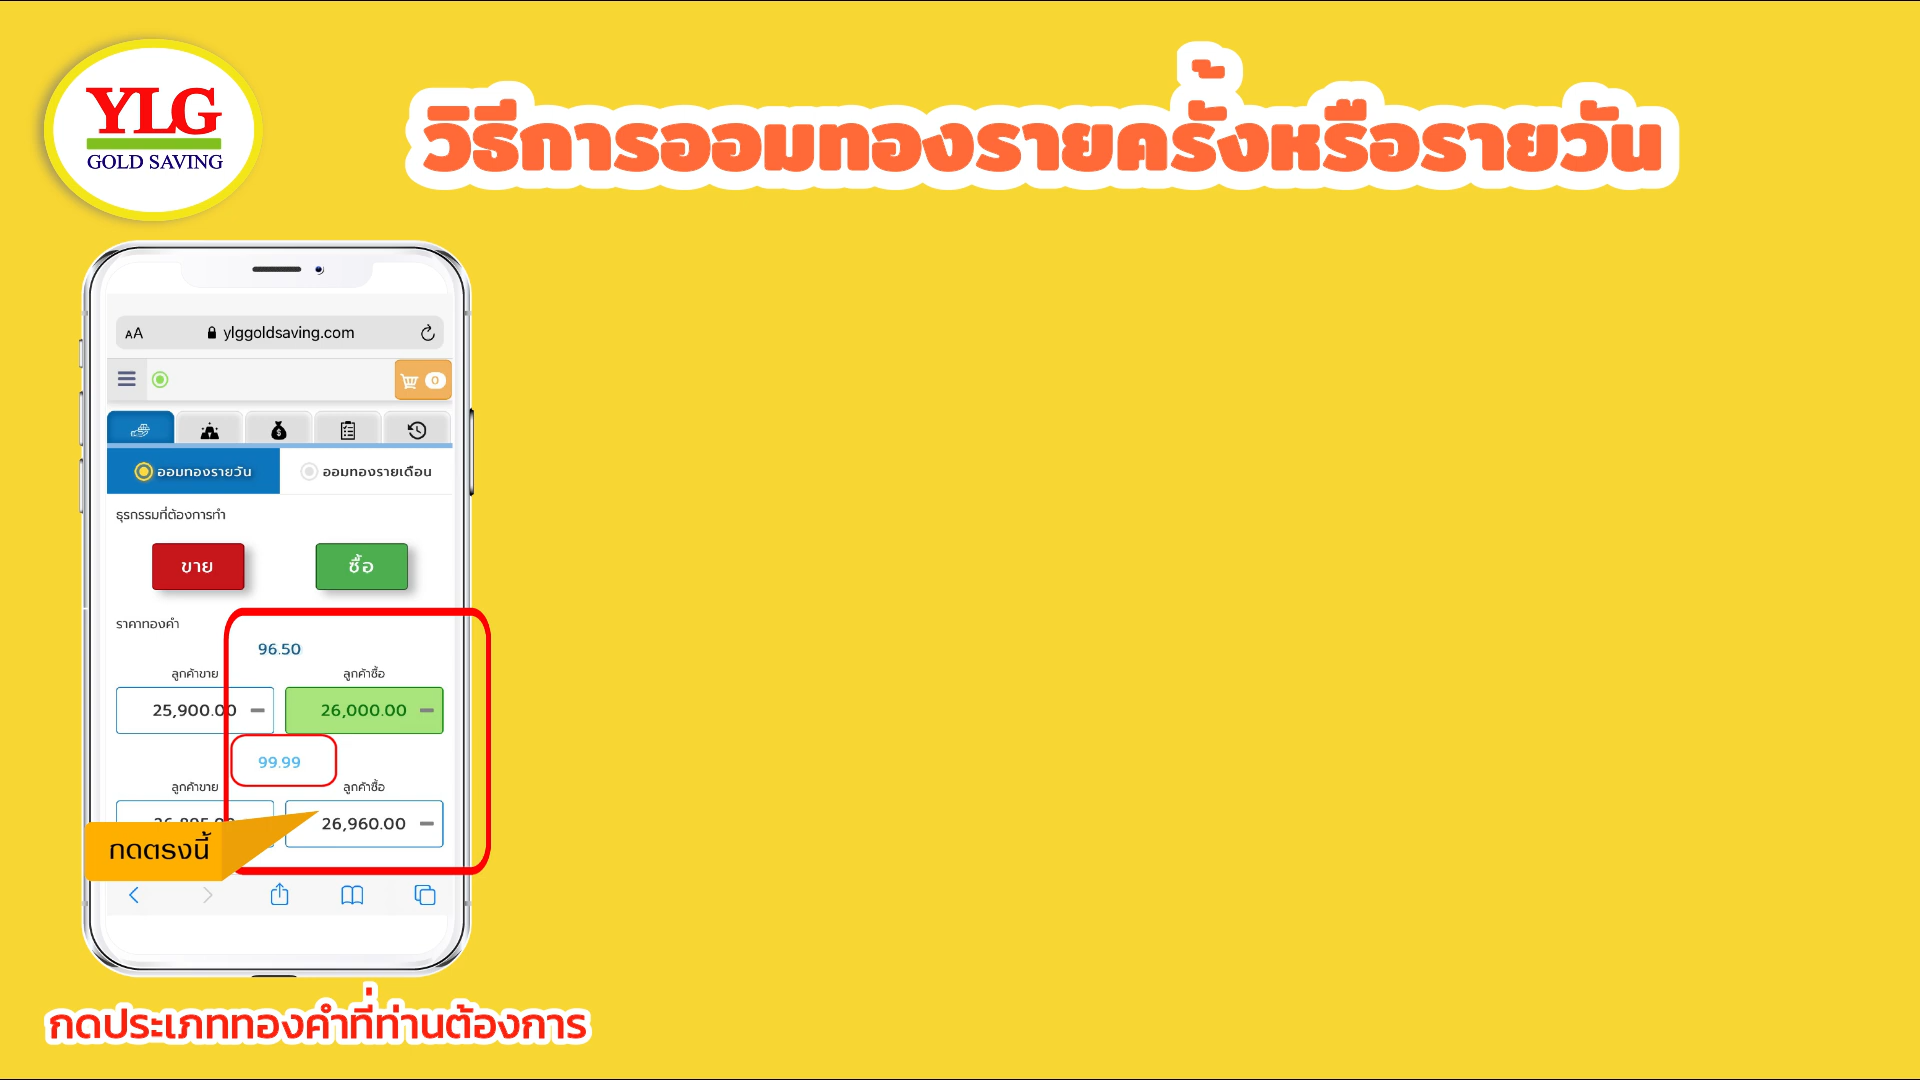 YLG
GOLD SAVING
วิธีการออมทองรายครั้งหรือรายวัน
AA ylggoldsaving.com
0
ออมทองรายวัน ออมทองรายเดือน
ธุรกรรมที่ต้องการทำ
ขาย ซื้อ
ราคาทองคำ
96.50
ลูกค้าขาย ลูกค้าซื้อ
25,900.00 26,000.00
99.99
ลูกค้าขาย ลูกค้าซื้อ
26,960.00
กดตรงนี้
กดประเภททองคำที่ท่านต้องการ